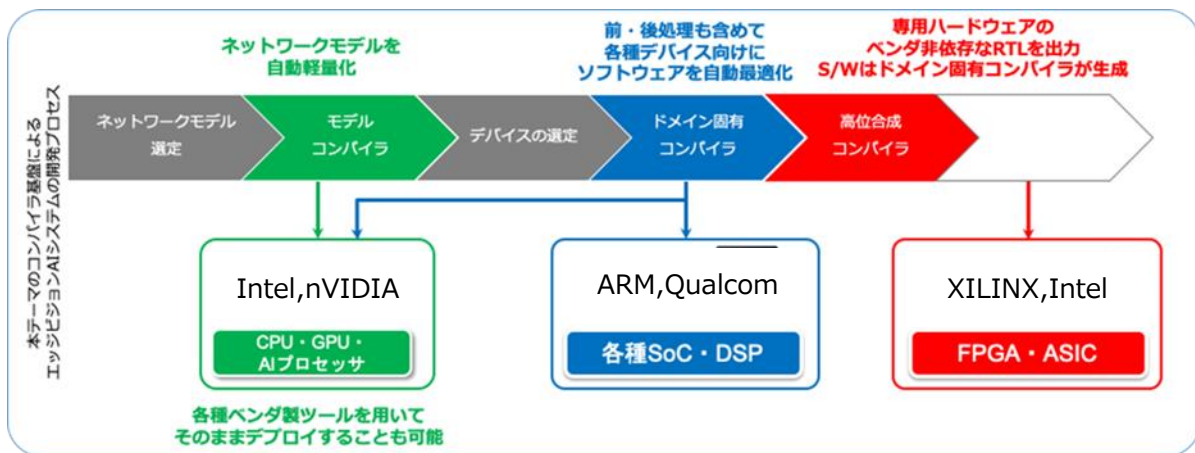 ネットワークモデルを
自動軽量化
前・後処理も含めて
各種デバイス向けに
ソフトウェアを自動最適化
専用ハードウェアの
ベンダ非依存なRTLを出力
S/Wはドメイン固有コンパイラが生成
本テーマのコンパイラ基盤による
エッジビジョンAIシステムの開発プロセス
ネットワークモデル
選定
モデル
コンパイラ
デバイスの選定
ドメイン固有
コンパイラ
高位合成
コンパイラ
Intel,nVIDIA
CPU・GPU・
AIプロセッサ
ARM,Qualcom
各種SoC・DSP
XILINX,Intel
FPGA・ASIC
各種ベンダ製ツールを用いて
そのままデプロイすることも可能